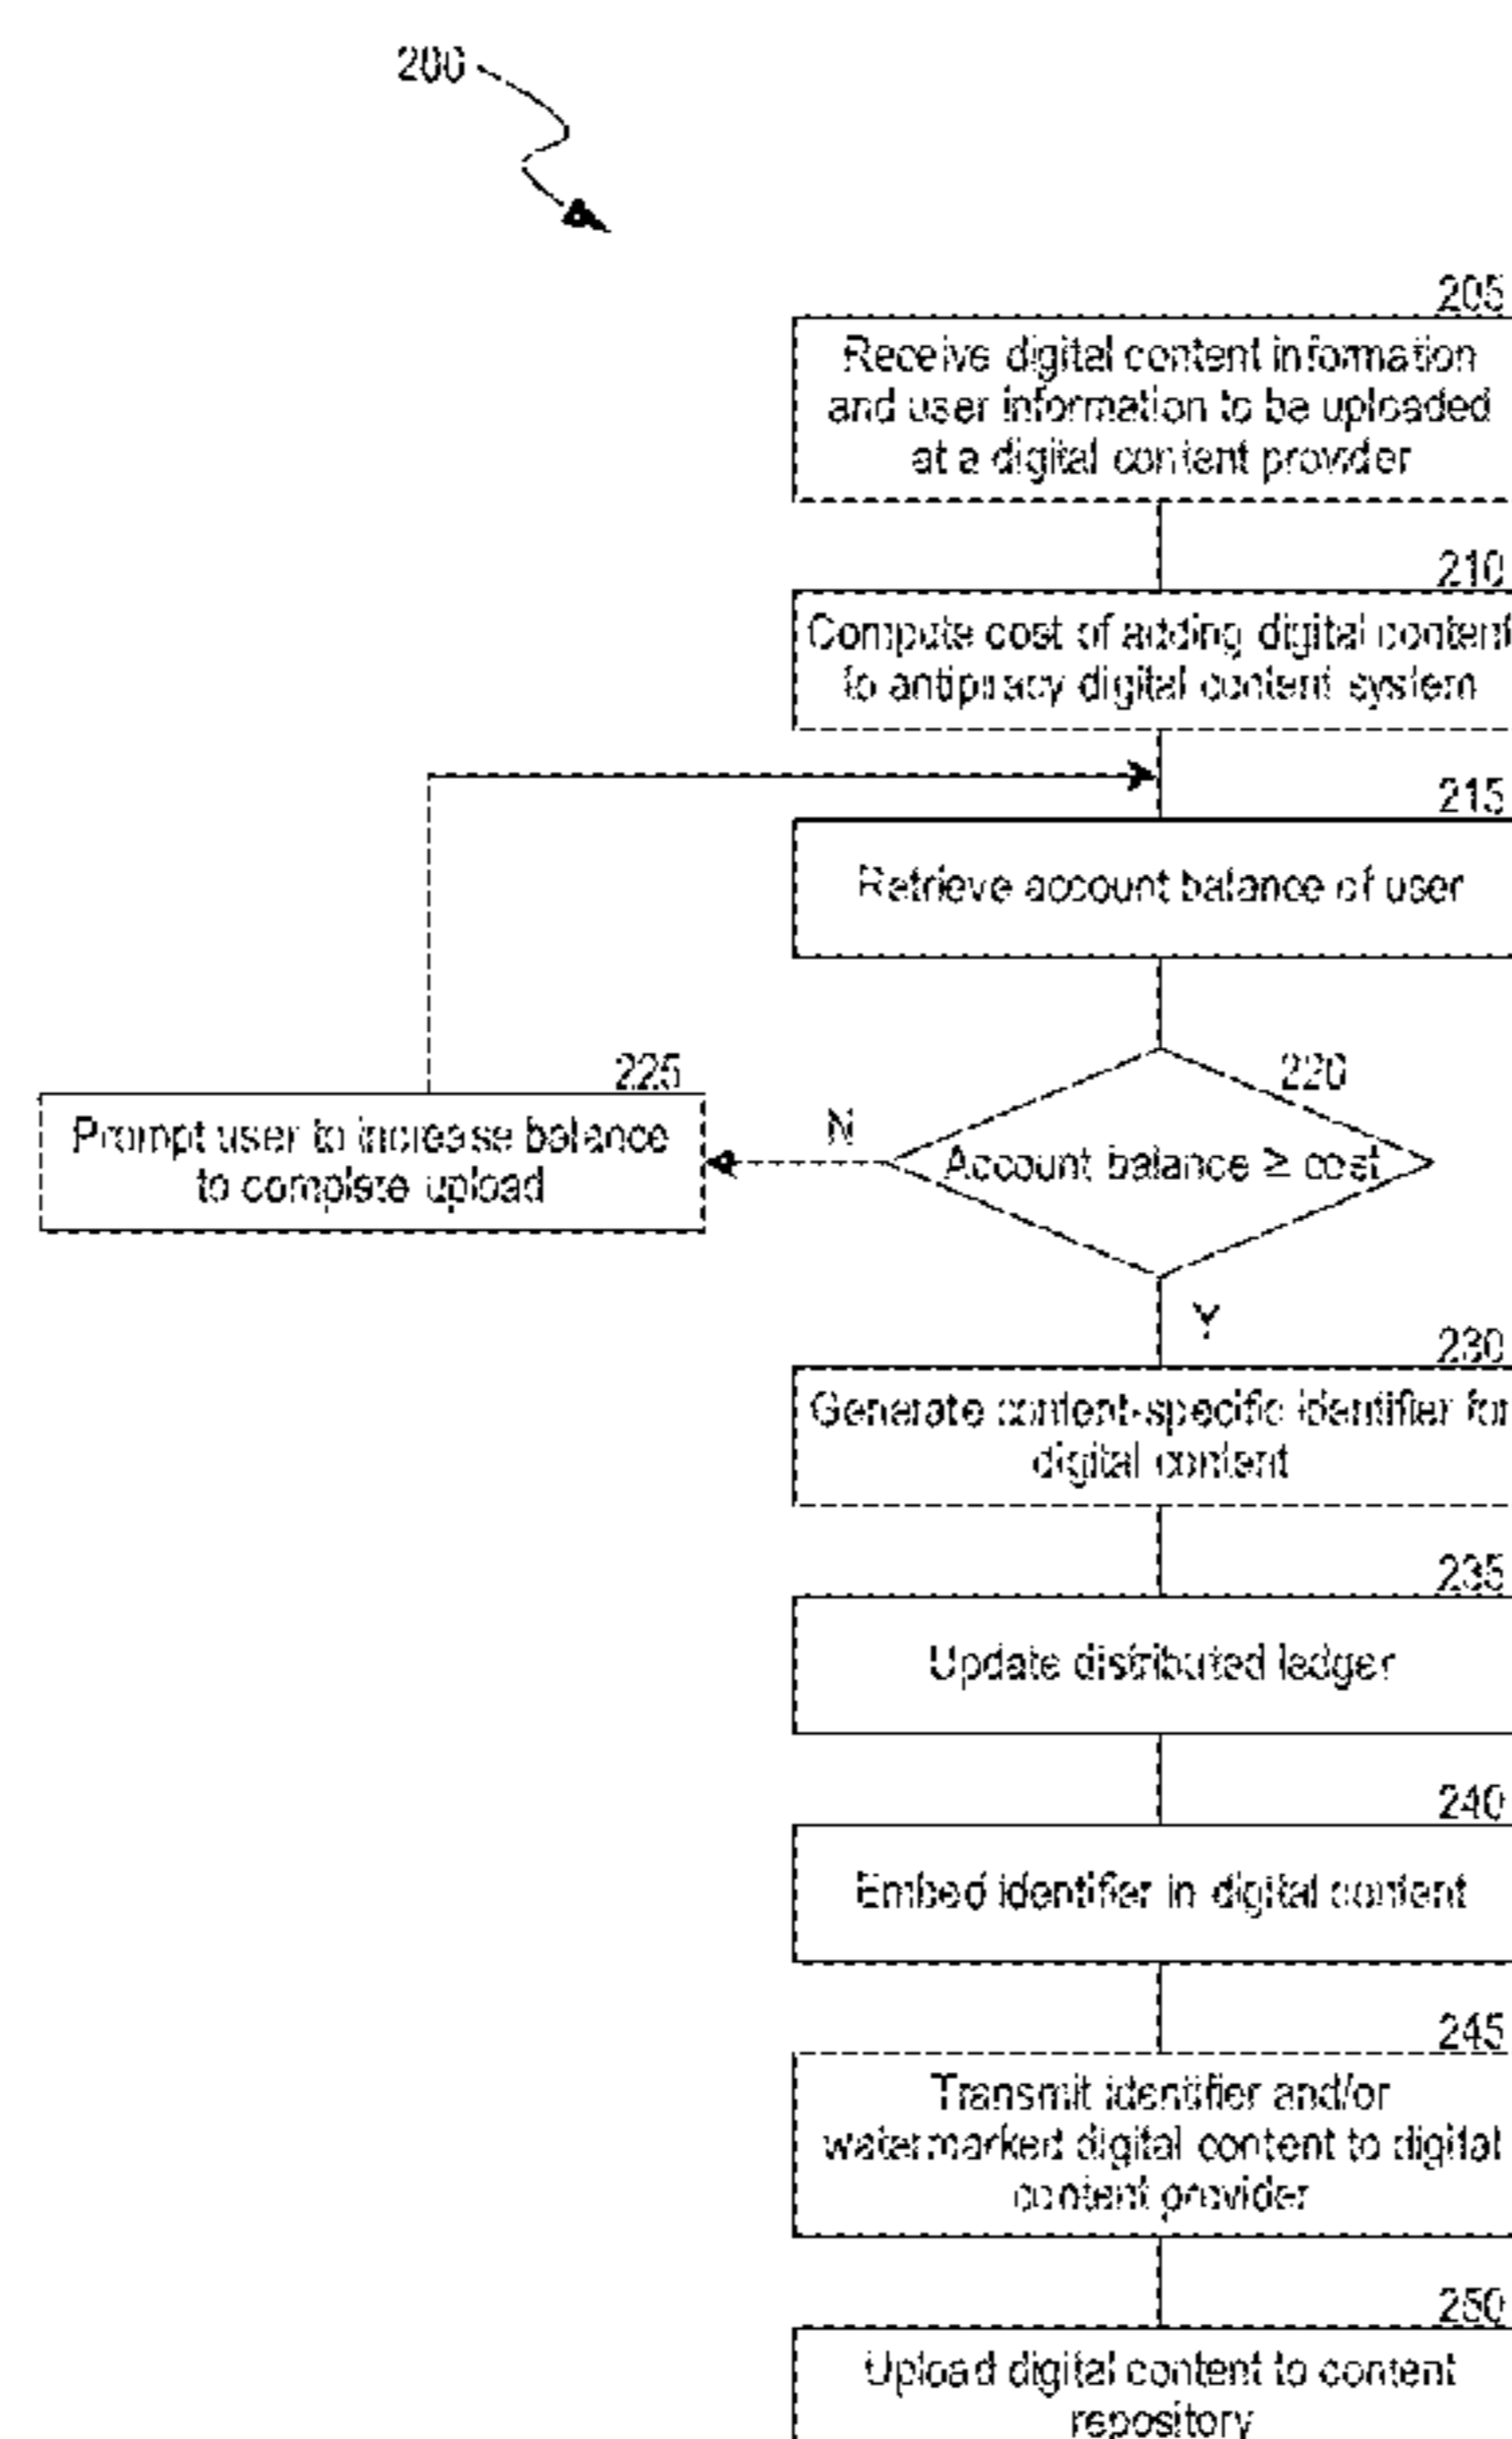 200
205
Receive digital content information
and user information to be uploaded
at a digital content provider
210
Compute cost of adding digital content
to antipiracy digital content system
215
Retrieve account balance of user
225
Prompt user to increase balance
to complete upload
N
220
Account balance ≥ cost
Y
230
Generate content-specific identifier for
digital content
235
Update distributed ledger
240
Embed identifier in digital content
245
Transmit identifier and/or
watermarked digital content to digital
content provider
250
Upload digital content to content
repository